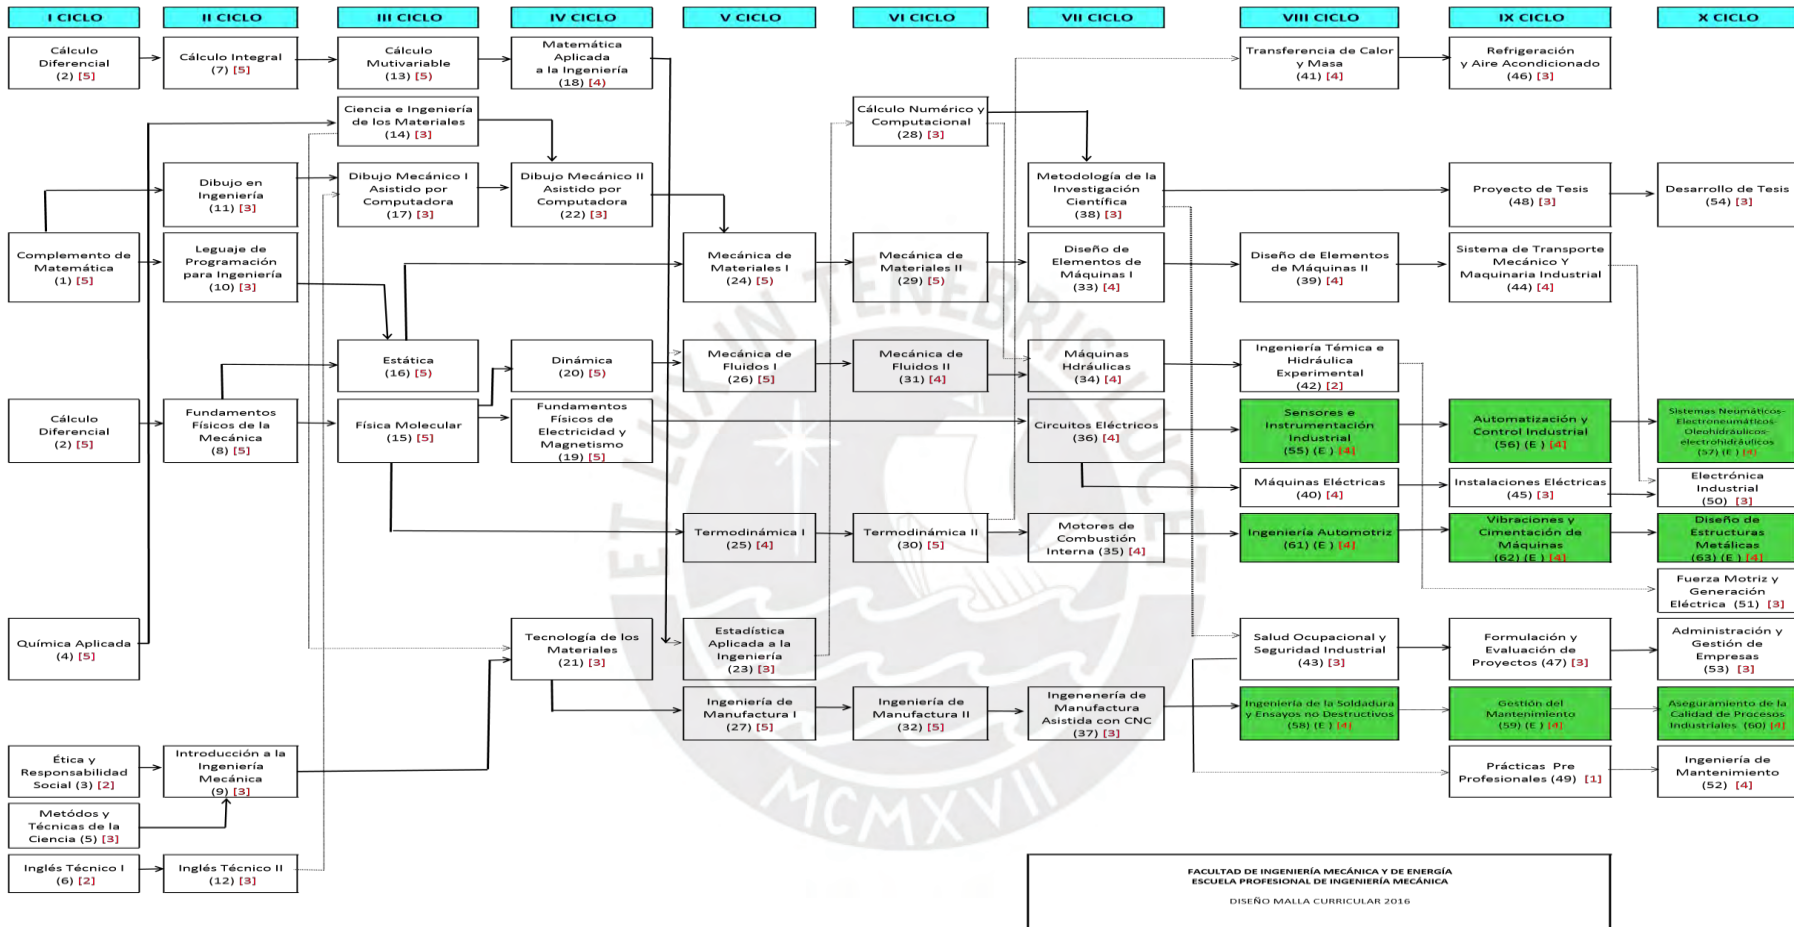 I CICLO
II CICLO
III CICLO
IV CICLO
V CICLO
VI CICLO
VII CICLO
VIII CICLO
IX CICLO
X CICLO
Cálculo
Diferencial
(2) [5]
Cálculo Integral
(7) [5]
Cálculo
Mutivariable
(13) [5)
Matemática
Aplicada
a la Ingeniería
(18) [4)
Transferencia de Calor
y Masa
(41) [4]
Refrigeración
y Aire Acondicionado
(46) [3]
Ciencia e Ingeniería
de los Materiales
(14) [3]
Cálculo Numérico y
Computacional
(28) [3]
Dibujo en
Ingeniería
(11) [3]
Dibujo Mecánico I
Asistido por
Computadora
(17) [3]
Dibujo Mecánico II
Asistido por
Computadora
(22) [3]
Metodología de la
Investigación
Científica
(38) [3]
Proyecto de Tesis
(48) [3]
Desarrollo de Tesis
(54) [3]
Complemento de
Matemática
(1) [5]
Leguaje de
Programación
para Ingeniería
(10) [3]
Mecánica de
Materiales I
(24) [5]
Mecánica de
Materiales II
(29) [5]
Diseño de
Elementos de
Máquinas I
(33) [4]
Diseño de Elementos
de Máquinas II
(39) [4]
Sistema de Transporte
Mecánico Y
Maquinaria Industrial
(44) [4]
Estática
(16) [5)
Dinámica
(20) [5)
Mecánica de
Fluidos I
(26) [5]
Mecánica de
Fluidos II
(31) [4]
Máquinas
Hdráulicas
(34) [4]
Ingeniería Témica e
Hidráulica
Experimental
(42) [2]
Cálculo
Diferencial
(2) [5]
Fundamentos
Físicos de la
Mecánica
(8) [5]
Física Molecular
(15) [5]
Fundamentos
Físicos de
Electricidad y
Magnetismo
(19) [5]
Circuitos Eléctricos
(36) [4]
Sensores e
Instrumentación
Industrial
(55) (E ) [4]
Automatización y
Control Industrial
(56) (E ) [4]
Sistemas Neumáticos-
Electroneumáticos-
Oleohidráulicos-
electrohidráulicos
(57) (E ) [4]
Máquinas Eléctricas
(40) [4]
Instalaciones Eléctricas
(45) [3]
Electrónica
Industrial
(50) [3]
Termodinámica I
(25) [4]
Termodinámica II
(30) [5]
Motores de
Combustión
Interna (35) [4]
Ingeniería Automotriz
(61) (E ) [4]
Vibraciones y
Cimentación de
Máquinas
(62) (E ) [4]
Diseño de
Estructuras
Metálicas
(63) (E ) [4]
Fuerza Motriz y
Generación
Eléctrica (51) [3]
Química Aplicada
(4) [5]
Tecnología de los
Materiales
(21) [3]
Estadística
Aplicada a la
Ingeniería
(23) [3]
Salud Ocupacional y
Seguridad Industrial
(43) [3]
Formulación y
Evaluación de
Proyectos (47) [3]
Administración y
Gestión de
Empresas
(53) [3]
Ingeniería de
Manufactura I
(27) [5]
Ingeniería de
Manufactura II
(32) [5]
Ingenenería de
Manufactura
Asistida con CNC
(37) [3]
Ingeniería de la Soldadura
y Ensayos no Destructivos
(58) (E ) [4]
Gestión del
Mantenimiento
(59) (E ) [4]
Aseguramiento de la
Calidad de Procesos
Industriales (60) [4]
Ética y
Responsabilidad
Social (3) [2]
Introducción a la
Ingeniería
Mecánica
(9) [3]
Prácticas Pre
Profesionales (49) [1]
Ingeniería de
Mantenimiento
(52) [4]
Metódos y
Técnicas de la
Ciencia (5) [3]
Inglés Técnico I
(6) [2]
Inglés Técnico II
(12) [3]
FACULTAD DE INGENIERÍA MECÁNICA Y DE ENERGÍA
ESCUELA PROFESIONAL DE INGENIERÍA MECÁNICA
DISEÑO MALLA CURRICULAR 2016
ET LUX IN TENEBRIS LUCET
MCMXVII